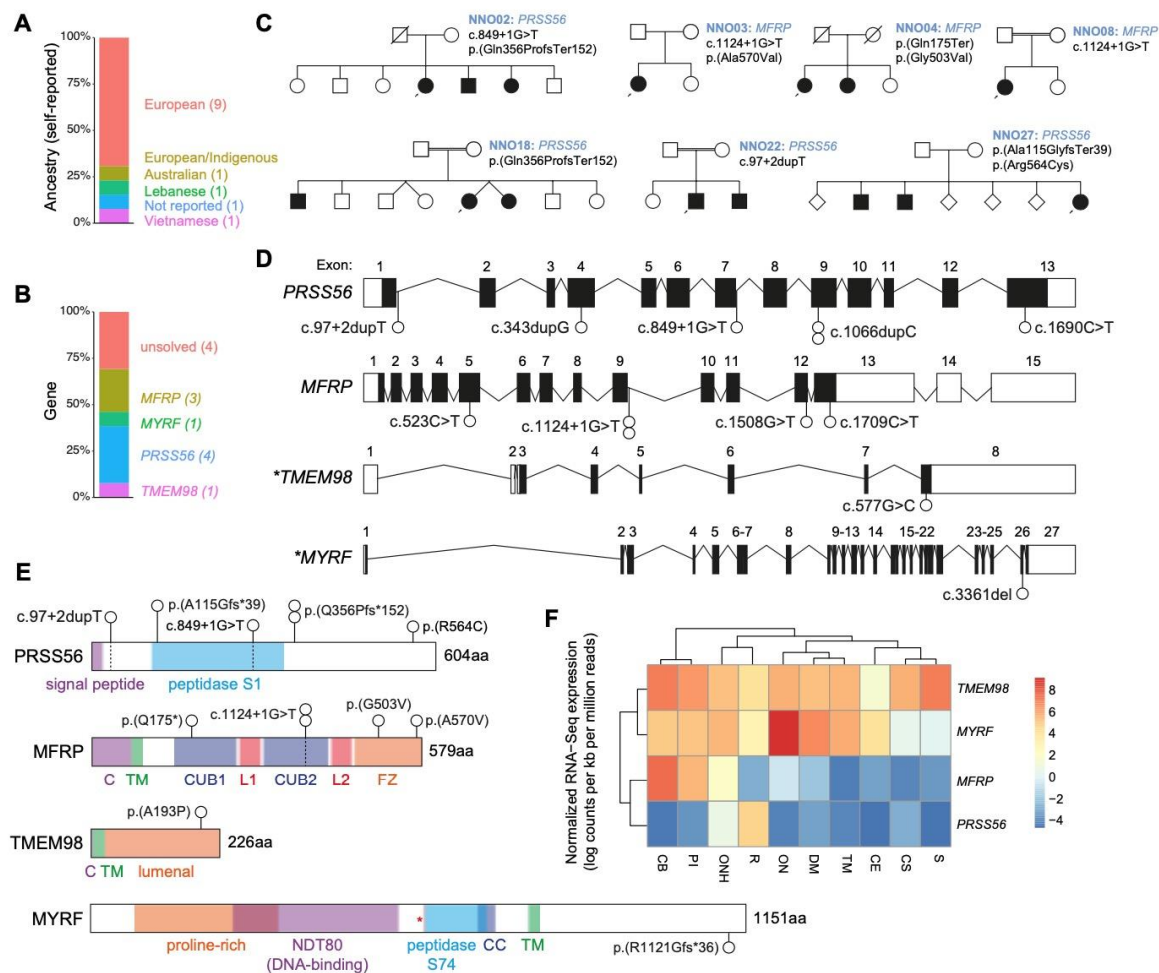 A
Ancestry (self-reported)
100%
75%
50%
25%
0%
European (9)
European/Indigenous
Australian (1)
Lebanese (1)
Not reported (1)
Vietnamese (1)
B
Gene
100%
75%
50%
25%
0%
unsolved (4)
MFRP (3)
MYRF (1)
PRSS56 (4)
TMEM98 (1)
C
NNO02: PRSS56
c.849+1G>T
p.(Gln356ProfsTer152)
NNO03: MFRP
c.1124+1G>T
p.(Ala570Val)
NNO04: MFRP
p.(Gln175Ter)
p.(Gly503Val)
NNO08: MFRP
c.1124+1G>T
NNO18: PRSS56
p.(Gln356ProfsTer152)
NNO22: PRSS56
c.97+2dupT
NNO27: PRSS56
p.(Ala115GlyfsTer39)
p.(Arg564Cys)
D
Exon: 1 2 3 4 5 6 7 8 9 10 11 12 13
PRSS56
c.97+2dupT c.343dupG c.849+1G>T c.1066dupC c.1690C>T
1 2 3 4 5 6 7 8 9 10 11 12 13 14 15
MFRP
c.523C>T c.1124+1G>T c.1508G>T c.1709C>T
1 2 3 4 5 6 7 8
*TMEM98
c.577G>C
1 2 3 4 5 6-7 8 9-13 14 15-22 23-25 26 27
*MYRF
c.3361del
E
c.97+2dupT p.(A115Gfs*39) p.(Q356Pfs*152)
c.849+1G>T p.(R564C)
PRSS56 604aa
signal peptide peptidase S1
p.(Q175*) c.1124+1G>T p.(G503V)
p.(A570V)
MFRP 579aa
C TM CUB1 L1 CUB2 L2 FZ
p.(A193P)
TMEM98 226aa
C TM lumenal
MYRF * 1151aa
proline-rich NDT80 peptidase CC TM p.(R1121Gfs*36)
(DNA-binding) S74
F
Normalized RNA-Seq expression
(log counts per kb per million reads)
TMEM98
MYRF
MFRP
PRSS56
CB PI ONH R ON DM TM CE CS S
8
6
4
2
0
−2
−4